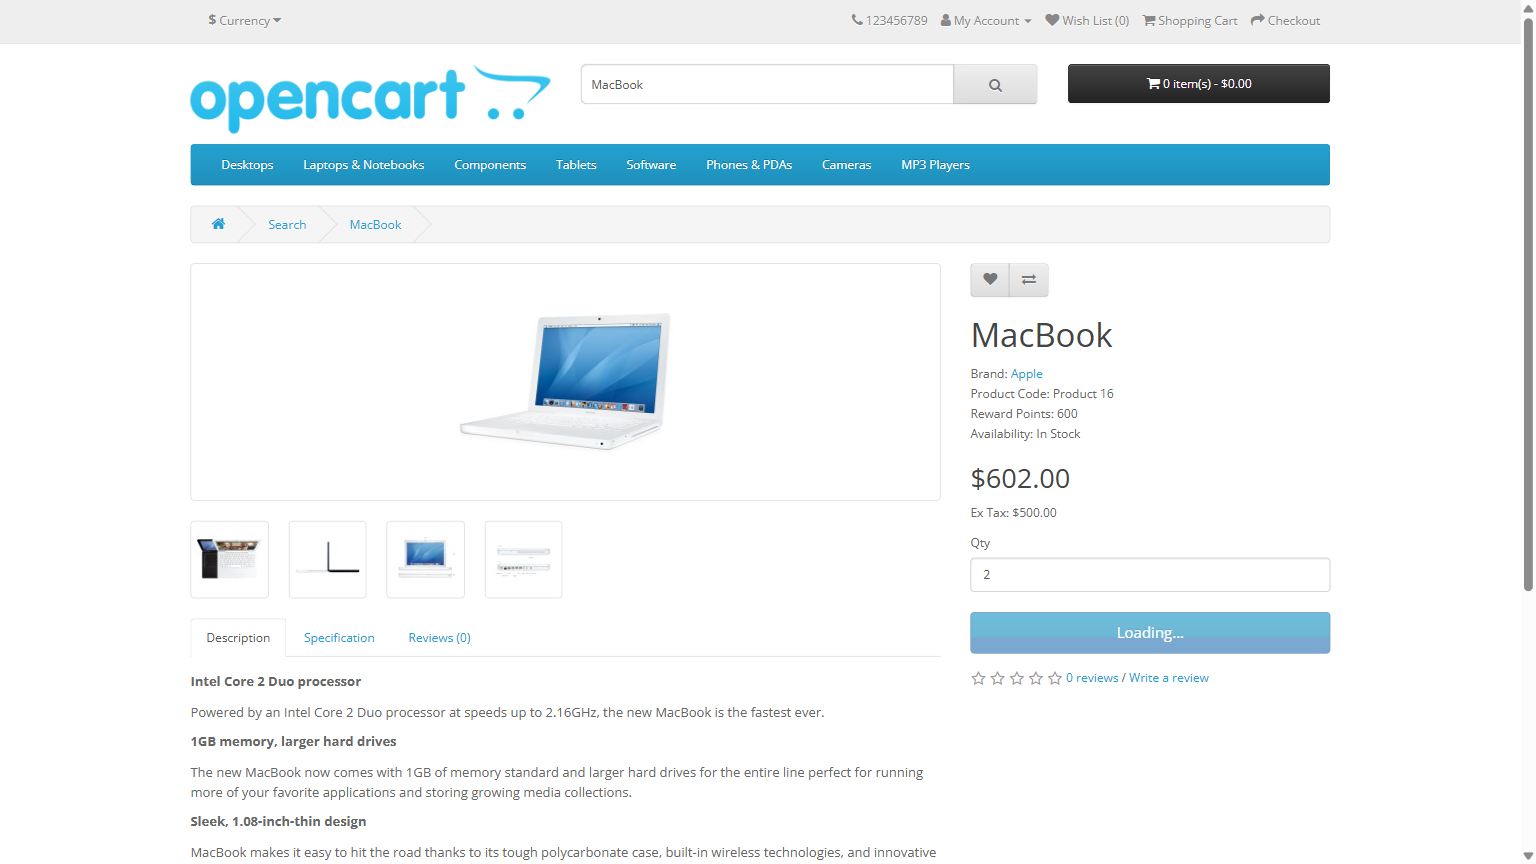 $ Currency
123456789 My Account Wish List (0) Shopping Cart Checkout
opencart
MacBook
0 item(s) - $0.00
Desktops Laptops & Notebooks Components Tablets Software Phones & PDAs Cameras MP3 Players
Search MacBook
MacBook
Brand: Apple
Product Code: Product 16
Reward Points: 600
Availability: In Stock
$602.00
Ex Tax: $500.00
Qty
2
Loading...
0 reviews / Write a review
Description Specification Reviews (0)
Intel Core 2 Duo processor
Powered by an Intel Core 2 Duo processor at speeds up to 2.16GHz, the new MacBook is the fastest ever.
1GB memory, larger hard drives
The new MacBook now comes with 1GB of memory standard and larger hard drives for the entire line perfect for running
more of your favorite applications and storing growing media collections.
Sleek, 1.08-inch-thin design
MacBook makes it easy to hit the road thanks to its tough polycarbonate case, built-in wireless technologies, and innovative